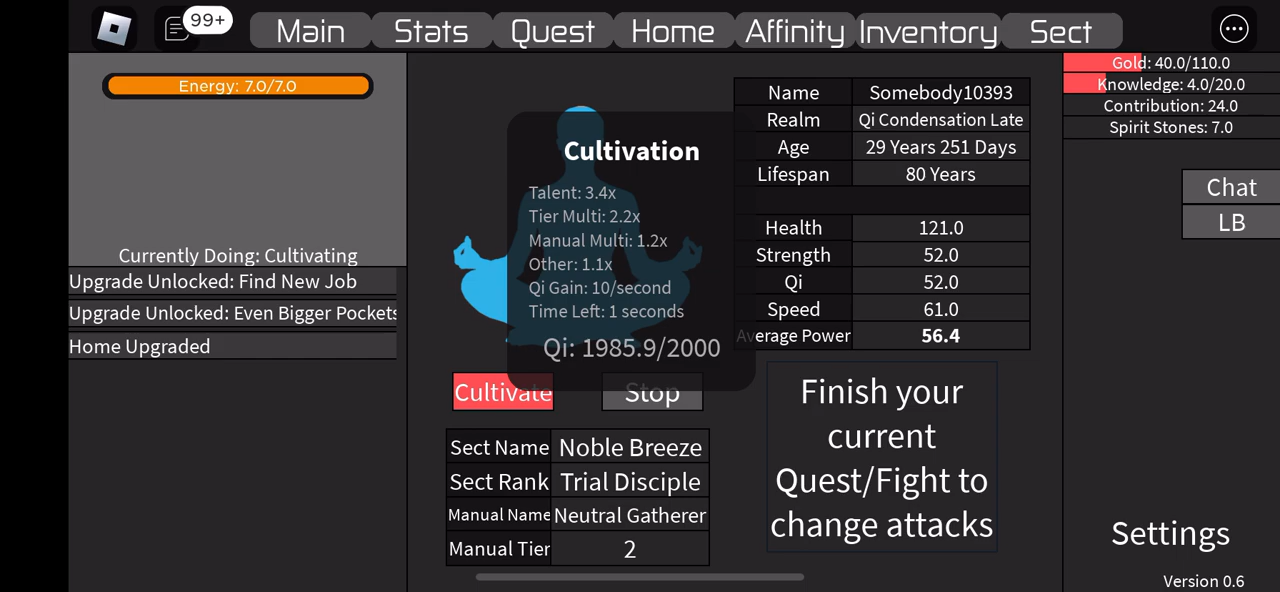 99+
Main
Stats
Quest
Home
Affinity
Inventory
Sect
Energy: 7.0/7.0
Currently Doing: Cultivating
Upgrade Unlocked: Find New Job
Upgrade Unlocked: Even Bigger Pockets
Home Upgraded
Cultivation
Talent: 3.4x
Tier Multi: 2.2x
Manual Multi: 1.2x
Other: 1.1x
Qi Gain: 10/second
Time Left: 1 seconds
Qi: 1985.9/2000
Cultivate
Stop
Sect Name Noble Breeze
Sect Rank Trial Disciple
Manual Name Neutral Gatherer
Manual Tier 2
Name Somebody10393
Realm Qi Condensation Late
Age 29 Years 251 Days
Lifespan 80 Years
Health 121.0
Strength 52.0
Qi 52.0
Speed 61.0
Average Power 56.4
Finish your
current
Quest/Fight to
change attacks
Gold: 40.0/110.0
Knowledge: 4.0/20.0
Contribution: 24.0
Spirit Stones: 7.0
Chat
LB
Settings
Version 0.6